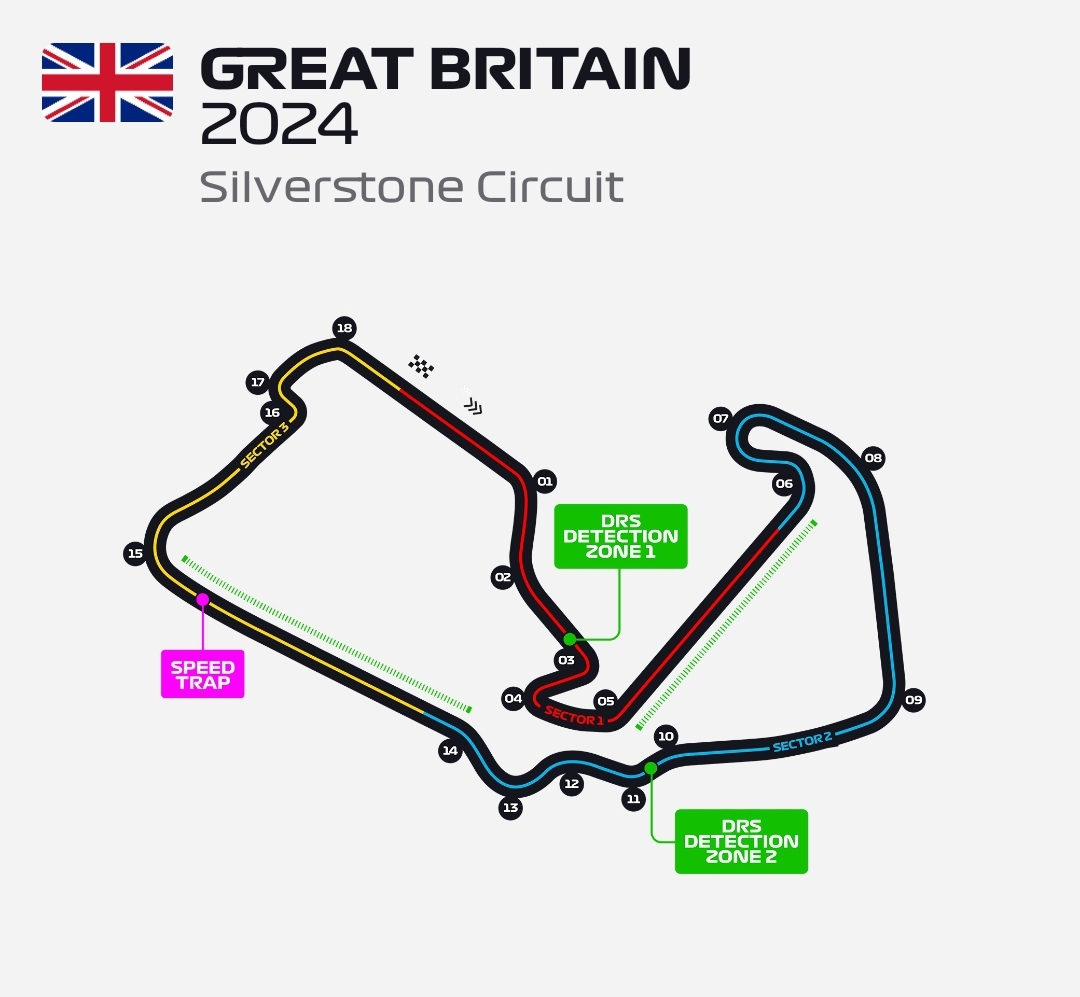 GREAT BRITAIN
2024
Silverstone Circuit
18
17
16
SECTOR 3
15
01
02
DRS
DETECTION
ZONE 1
03
04
05
SECTOR 1
07
08
06
09
10
SECTOR 2
11
12
13
14
SPEED
TRAP
DRS
DETECTION
ZONE 2